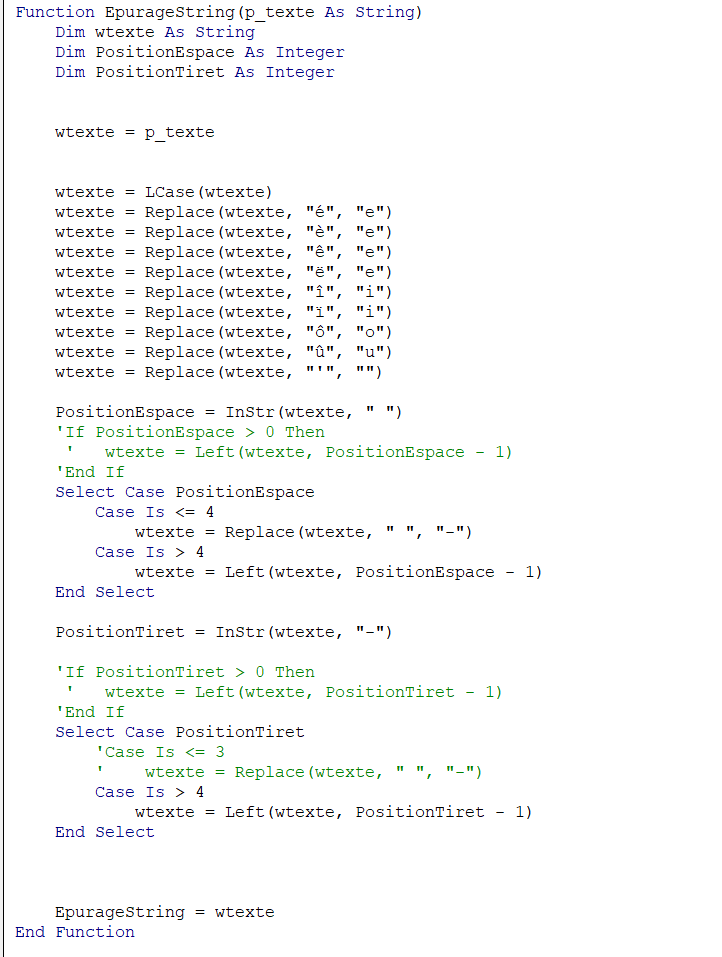 Function EpurageString(p_texte As String)
    Dim wtexte As String
    Dim PositionEspace As Integer
    Dim PositionTiret As Integer
    wtexte = p_texte
    wtexte = LCase(wtexte)
    wtexte = Replace(wtexte, "é", "e")
    wtexte = Replace(wtexte, "è", "e")
    wtexte = Replace(wtexte, "ê", "e")
    wtexte = Replace(wtexte, "ë", "e")
    wtexte = Replace(wtexte, "î", "i")
    wtexte = Replace(wtexte, "ï", "i")
    wtexte = Replace(wtexte, "ô", "o")
    wtexte = Replace(wtexte, "û", "u")
    wtexte = Replace(wtexte, "'", "")
    PositionEspace = InStr(wtexte, " ")
    'If PositionEspace > 0 Then
     '   wtexte = Left(wtexte, PositionEspace - 1)
    'End If
    Select Case PositionEspace
        Case Is <= 4
            wtexte = Replace(wtexte, " ", "-")
        Case Is > 4
            wtexte = Left(wtexte, PositionEspace - 1)
    End Select
    PositionTiret = InStr(wtexte, "-")
    'If PositionTiret > 0 Then
     '   wtexte = Left(wtexte, PositionTiret - 1)
    'End If
    Select Case PositionTiret
        'Case Is <= 3
        '    wtexte = Replace(wtexte, " ", "-")
        Case Is > 4
            wtexte = Left(wtexte, PositionTiret - 1)
    End Select
    EpurageString = wtexte
End Function